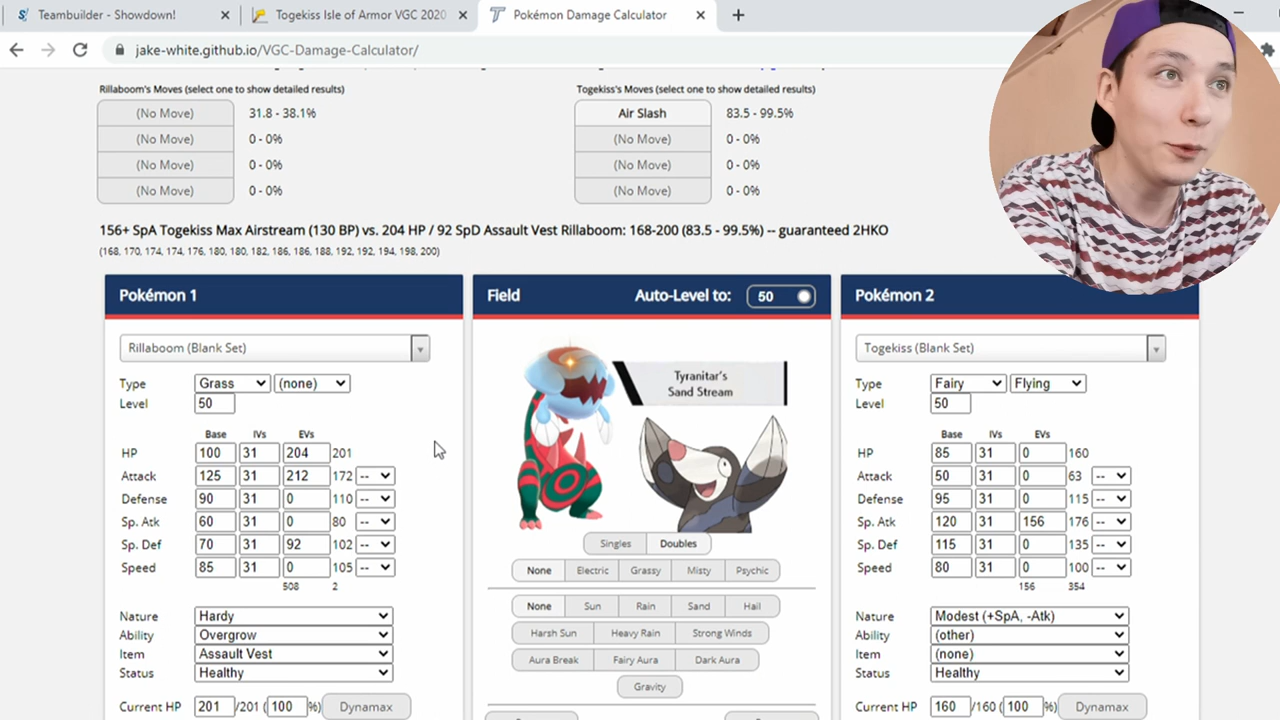 Teambuilder - Showdown!
Togekiss Isle of Armor VGC 2020
Pokémon Damage Calculator
jake-white.github.io/VGC-Damage-Calculator/
Rillaboom's Moves (select one to show detailed results)
(No Move) 31.8 - 38.1%
(No Move) 0 - 0%
(No Move) 0 - 0%
(No Move) 0 - 0%
Togekiss's Moves (select one to show detailed results)
Air Slash 83.5 - 99.5%
(No Move) 0 - 0%
(No Move) 0 - 0%
(No Move) 0 - 0%
156+ SpA Togekiss Max Airstream (130 BP) vs. 204 HP / 92 SpD Assault Vest Rillaboom: 168-200 (83.5 - 99.5%) -- guaranteed 2HKO
(168, 170, 174, 174, 176, 180, 180, 182, 186, 186, 188, 192, 192, 194, 198, 200)
Pokémon 1
Rillaboom (Blank Set)
Type Grass (none)
Level 50
Base IVs EVs
HP 100 31 204 201
Attack 125 31 212 172 --
Defense 90 31 0 110 --
Sp. Atk 60 31 0 80 --
Sp. Def 70 31 92 102 --
Speed 85 31 0 105 --
508 2
Nature Hardy
Ability Overgrow
Item Assault Vest
Status Healthy
Current HP 201 /201 ( 100 %) Dynamax
Field Auto-Level to: 50
Tyranitar's
Sand Stream
Singles Doubles
None Electric Grassy Misty Psychic
None Sun Rain Sand Hail
Harsh Sun Heavy Rain Strong Winds
Aura Break Fairy Aura Dark Aura
Gravity
Pokémon 2
Togekiss (Blank Set)
Type Fairy Flying
Level 50
Base IVs EVs
HP 85 31 0 160
Attack 50 31 0 63 --
Defense 95 31 0 115 --
Sp. Atk 120 31 156 176 --
Sp. Def 115 31 0 135 --
Speed 80 31 0 100 --
156 354
Nature Modest (+SpA, -Atk)
Ability (other)
Item (none)
Status Healthy
Current HP 160 /160 ( 100 %) Dynamax